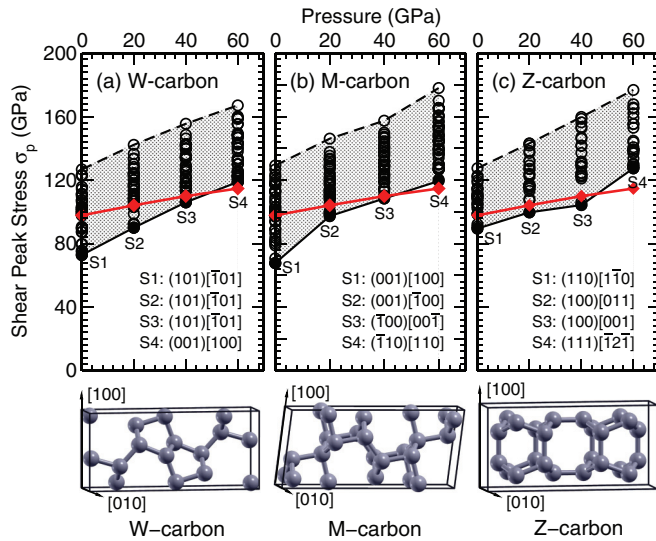 Pressure (GPa)
0 20 40 60 0 20 40 60 0 20 40 60
200
160
120
80
40
0
Shear Peak Stress σp (GPa)
(a) W-carbon
S1
S2
S3
S4
S1: (101)[1̅01]
S2: (101)[1̅01]
S3: (101)[1̅01]
S4: (001)[100]
(b) M-carbon
S1
S2
S3
S4
S1: (001)[100]
S2: (001)[1̅00]
S3: (1̅00)[001̅]
S4: (1̅10)[110]
(c) Z-carbon
S1
S2
S3
S4
S1: (110)[11̅0]
S2: (100)[011]
S3: (100)[001]
S4: (111)[1̅21̅]
[100]
[010]
W−carbon
[100]
[010]
M−carbon
[100]
[010]
Z−carbon